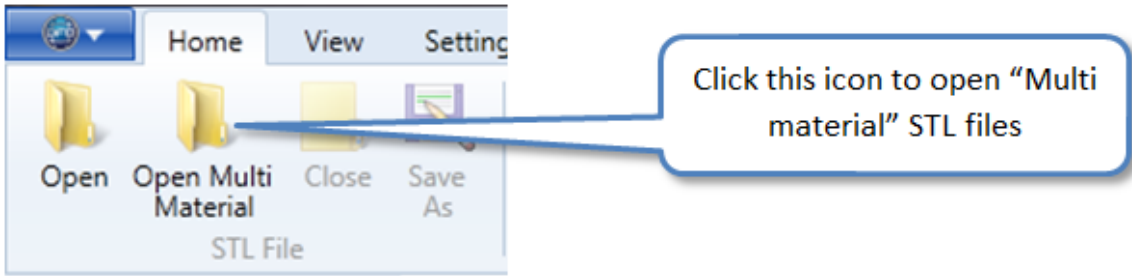 Home View Setting
Click this icon to open “Multi
material” STL files
Open Open Multi Close Save
Material As
STL File